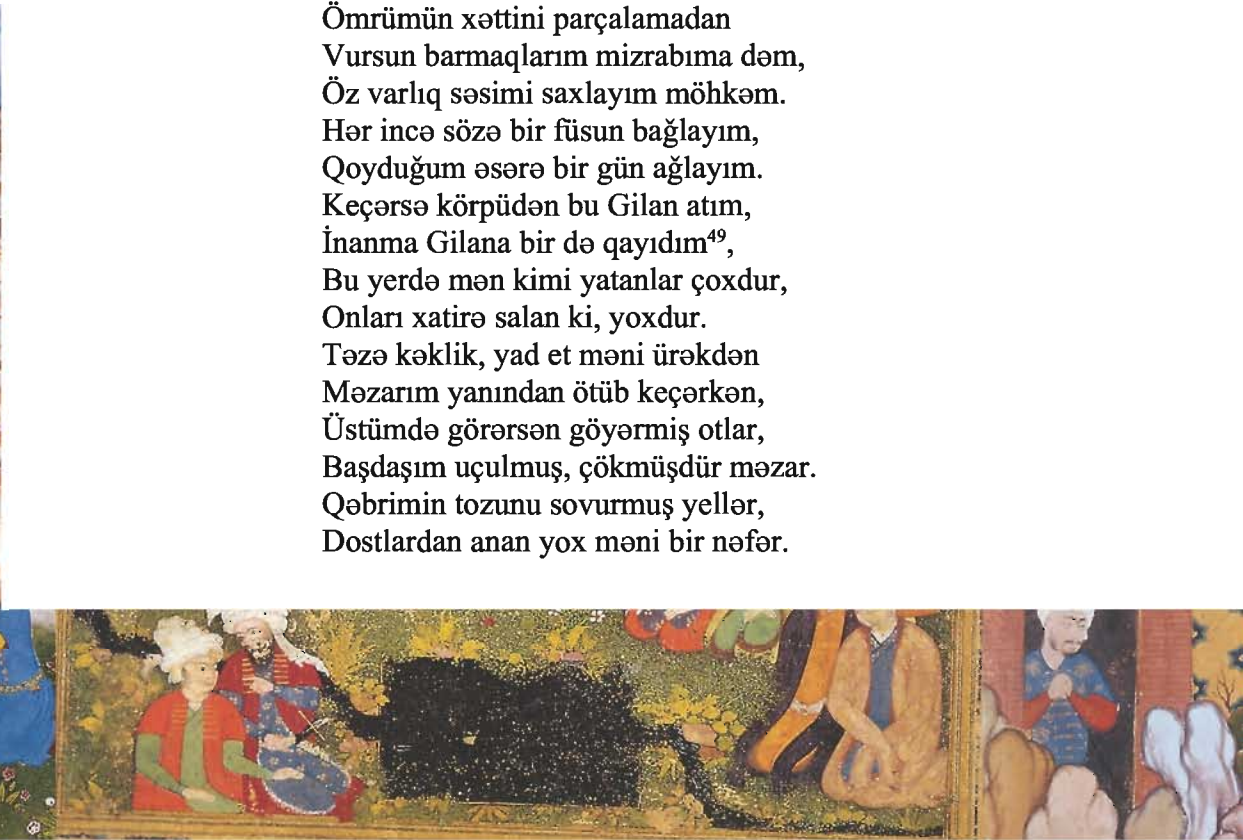 Ömrümün xəttini parçalamadan
Vursun barmaqlarım mizrabıma dəm,
Öz varlıq səsimi saxlayım möhkəm.
Hər incə sözə bir füsun bağlayım,
Qoyduğum əsərə bir gün ağlayım.
Keçərsə körpüdən bu Gilan atım,
İnanma Gilana bir də qayıdım⁴⁹,
Bu yerdə mən kimi yatanlar çoxdur,
Onları xatirə salan ki, yoxdur.
Təzə kəklik, yad et məni ürəkdən
Məzarım yanından ötüb keçərkən,
Üstümdə görərsən göyərmiş otlar,
Başdaşım uçulmuş, çökmüşdür məzar.
Qəbrimin tozunu sovurmuş yellər,
Dostlardan anan yox məni bir nəfər.